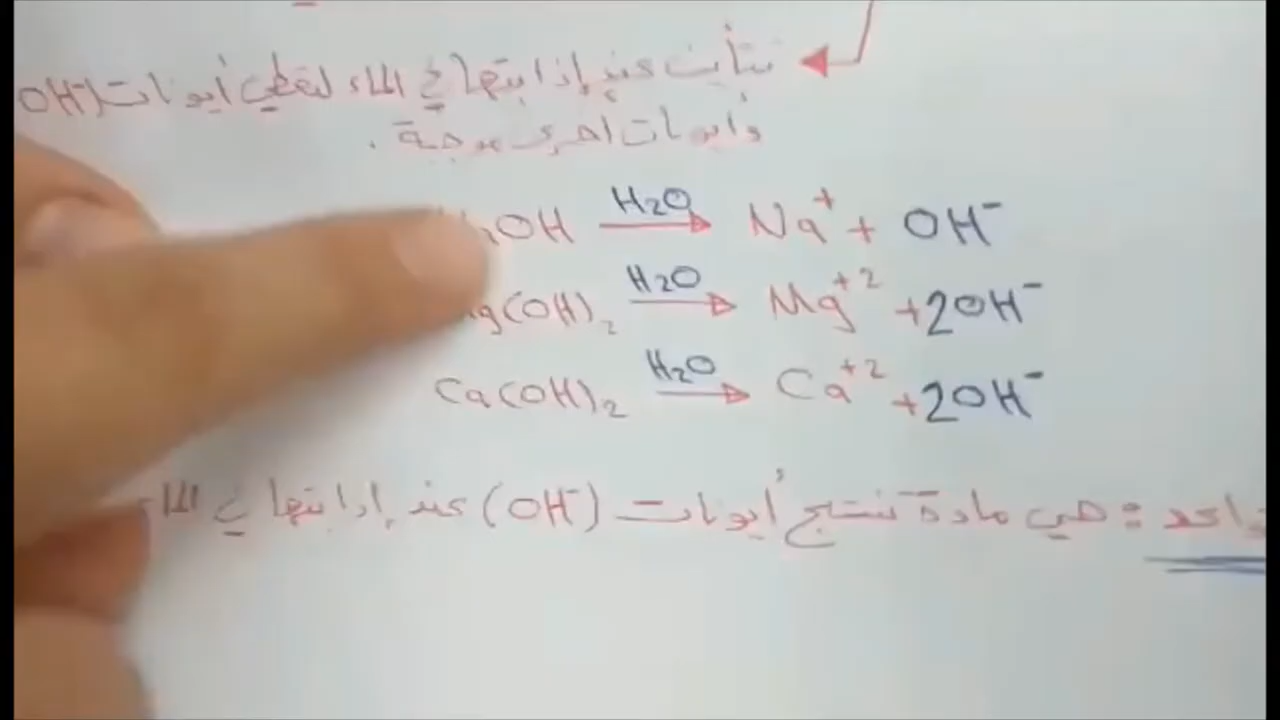 تتأين عند إذابتها في الماء لتعطي أيونات (OH⁻
وأيونات أخرى موجبة .
OH H₂O→ Na⁺ + OH⁻
g(OH)₂ H₂O→ Mg⁺² + 2OH⁻
Ca(OH)₂ H₂O→ Ca⁺² + 2OH⁻
: هي مادة تنتج أيونات (OH⁻) عند إذابتها في الماء